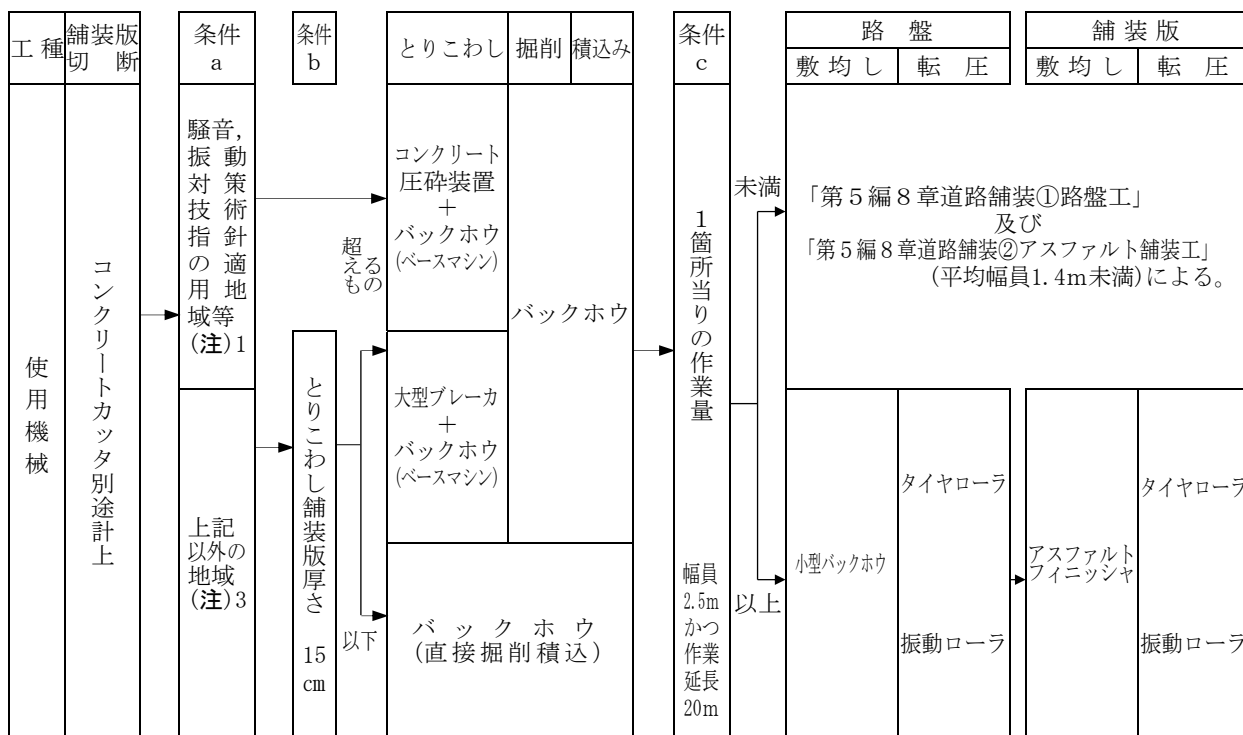 工種
舗装版
切断
条件
a
条件
b
とりこわし
掘削
積込み
条件
c
路盤
敷均し
転圧
舗装版
敷均し
転圧
使用機械
コンクリートカッタ別途計上
騒音,
振動
対策
技術
指針
の適
用地
域等
(注)1
上記
以外の
地域
(注)3
とりこわし舗装版厚さ
15
cm
超えるもの
以下
コンクリート
圧砕装置
+
バックホウ
(ベースマシン)
大型ブレーカ
+
バックホウ
(ベースマシン)
バックホウ
バックホウ
(直接掘削積込)
1箇所当りの作業量
幅員
2.5m
かつ
作業
延長
20m
未満
以上
「第5編8章道路舗装①路盤工」
及び
「第5編8章道路舗装②アスファルト舗装工」
(平均幅員1.4m未満)による。
小型バックホウ
タイヤローラ
振動ローラ
アスファルト
フィニッシャ
タイヤローラ
振動ローラ